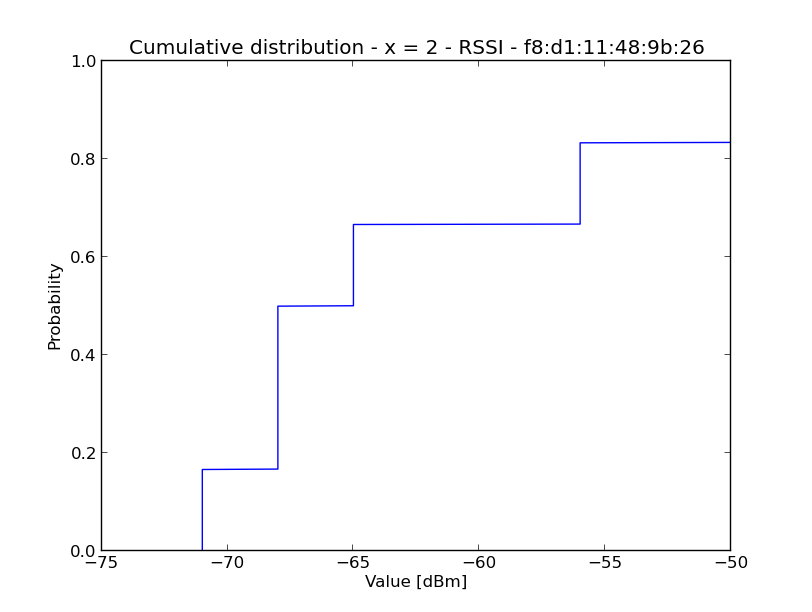 Cumulative distribution - x = 2 - RSSI - f8:d1:11:48:9b:26
1.0
0.8
0.6
0.4
0.2
0.0
Probability
−75 −70 −65 −60 −55 −50
Value [dBm]